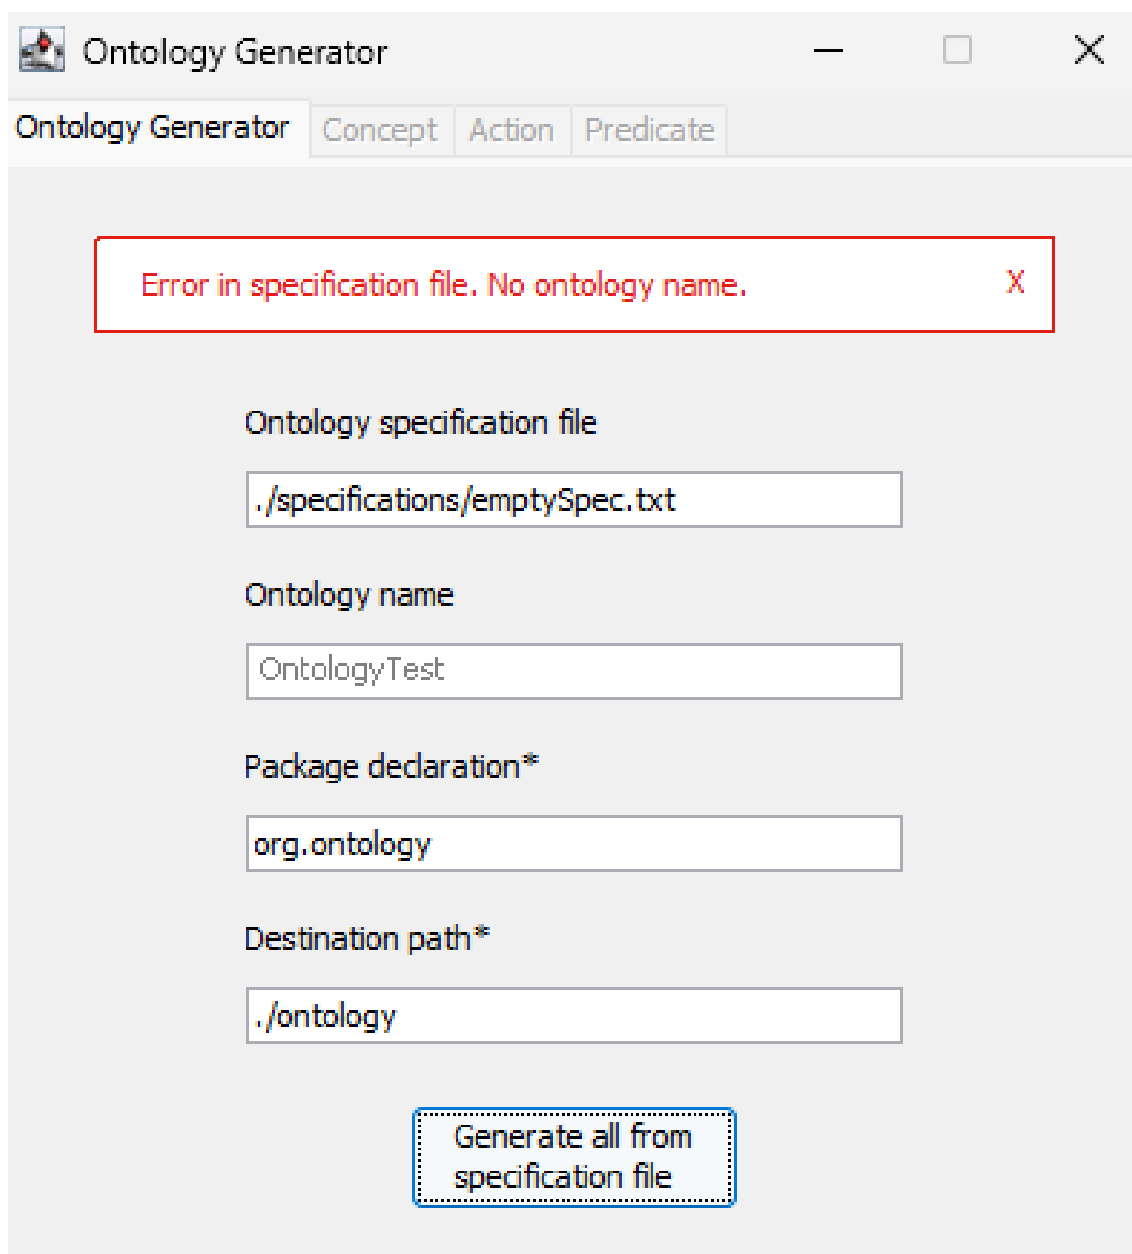 Ontology Generator
Ontology Generator Concept Action Predicate
Error in specification file. No ontology name. X
Ontology specification file
./specifications/emptySpec.txt
Ontology name
OntologyTest
Package declaration*
org.ontology
Destination path*
./ontology
Generate all from
specification file